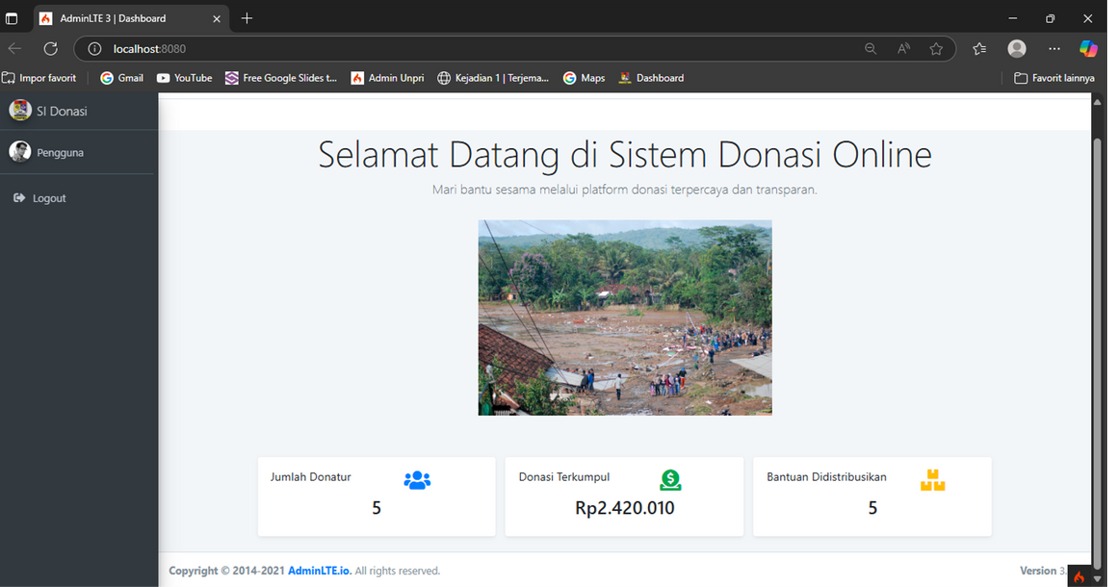 AdminLTE 3 | Dashboard
localhost:8080
Impor favorit
Gmail
YouTube
Free Google Slides t...
Admin Unpri
Kejadian 1 | Terjema...
Maps
Dashboard
Favorit lainnya
SI Donasi
Pengguna
Logout
Selamat Datang di Sistem Donasi Online
Mari bantu sesama melalui platform donasi terpercaya dan transparan.
Jumlah Donatur
5
Donasi Terkumpul
Rp2.420.010
Bantuan Didistribusikan
5
Copyright © 2014-2021 AdminLTE.io. All rights reserved.
Version 3.